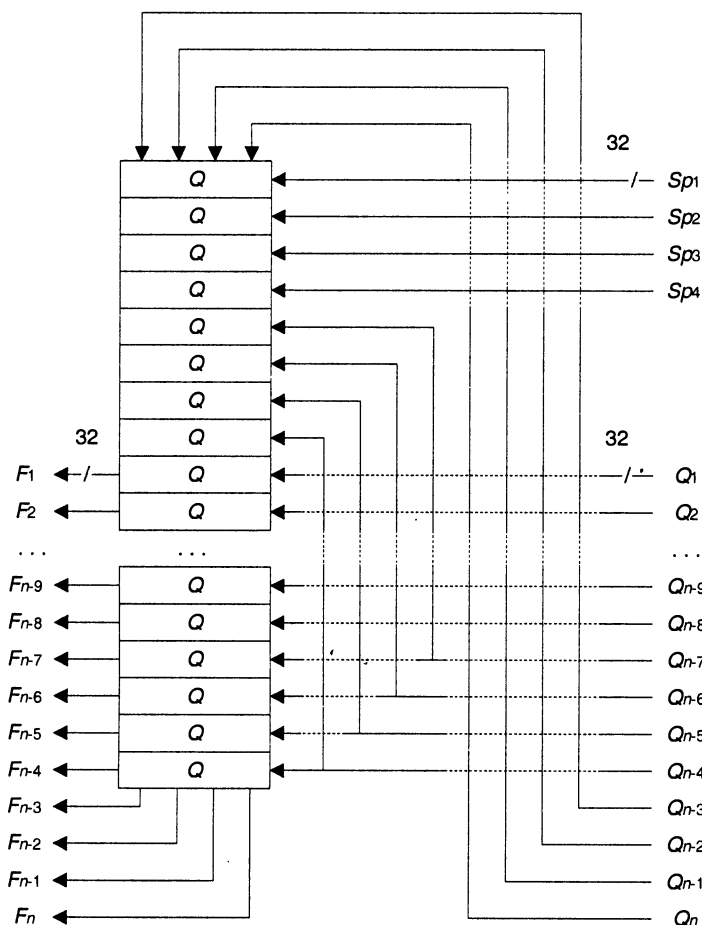 32
Q Sp1
Q Sp2
Q Sp3
Q Sp4
Q
Q
Q
Q
32 32
F1 Q Q1
F2 Q Q2
... ... ...
Fn-9 Q Qn-9
Fn-8 Q Qn-8
Fn-7 Q Qn-7
Fn-6 Q Qn-6
Fn-5 Q Qn-5
Fn-4 Q Qn-4
Fn-3 Qn-3
Fn-2 Qn-2
Fn-1 Qn-1
Fn Qn